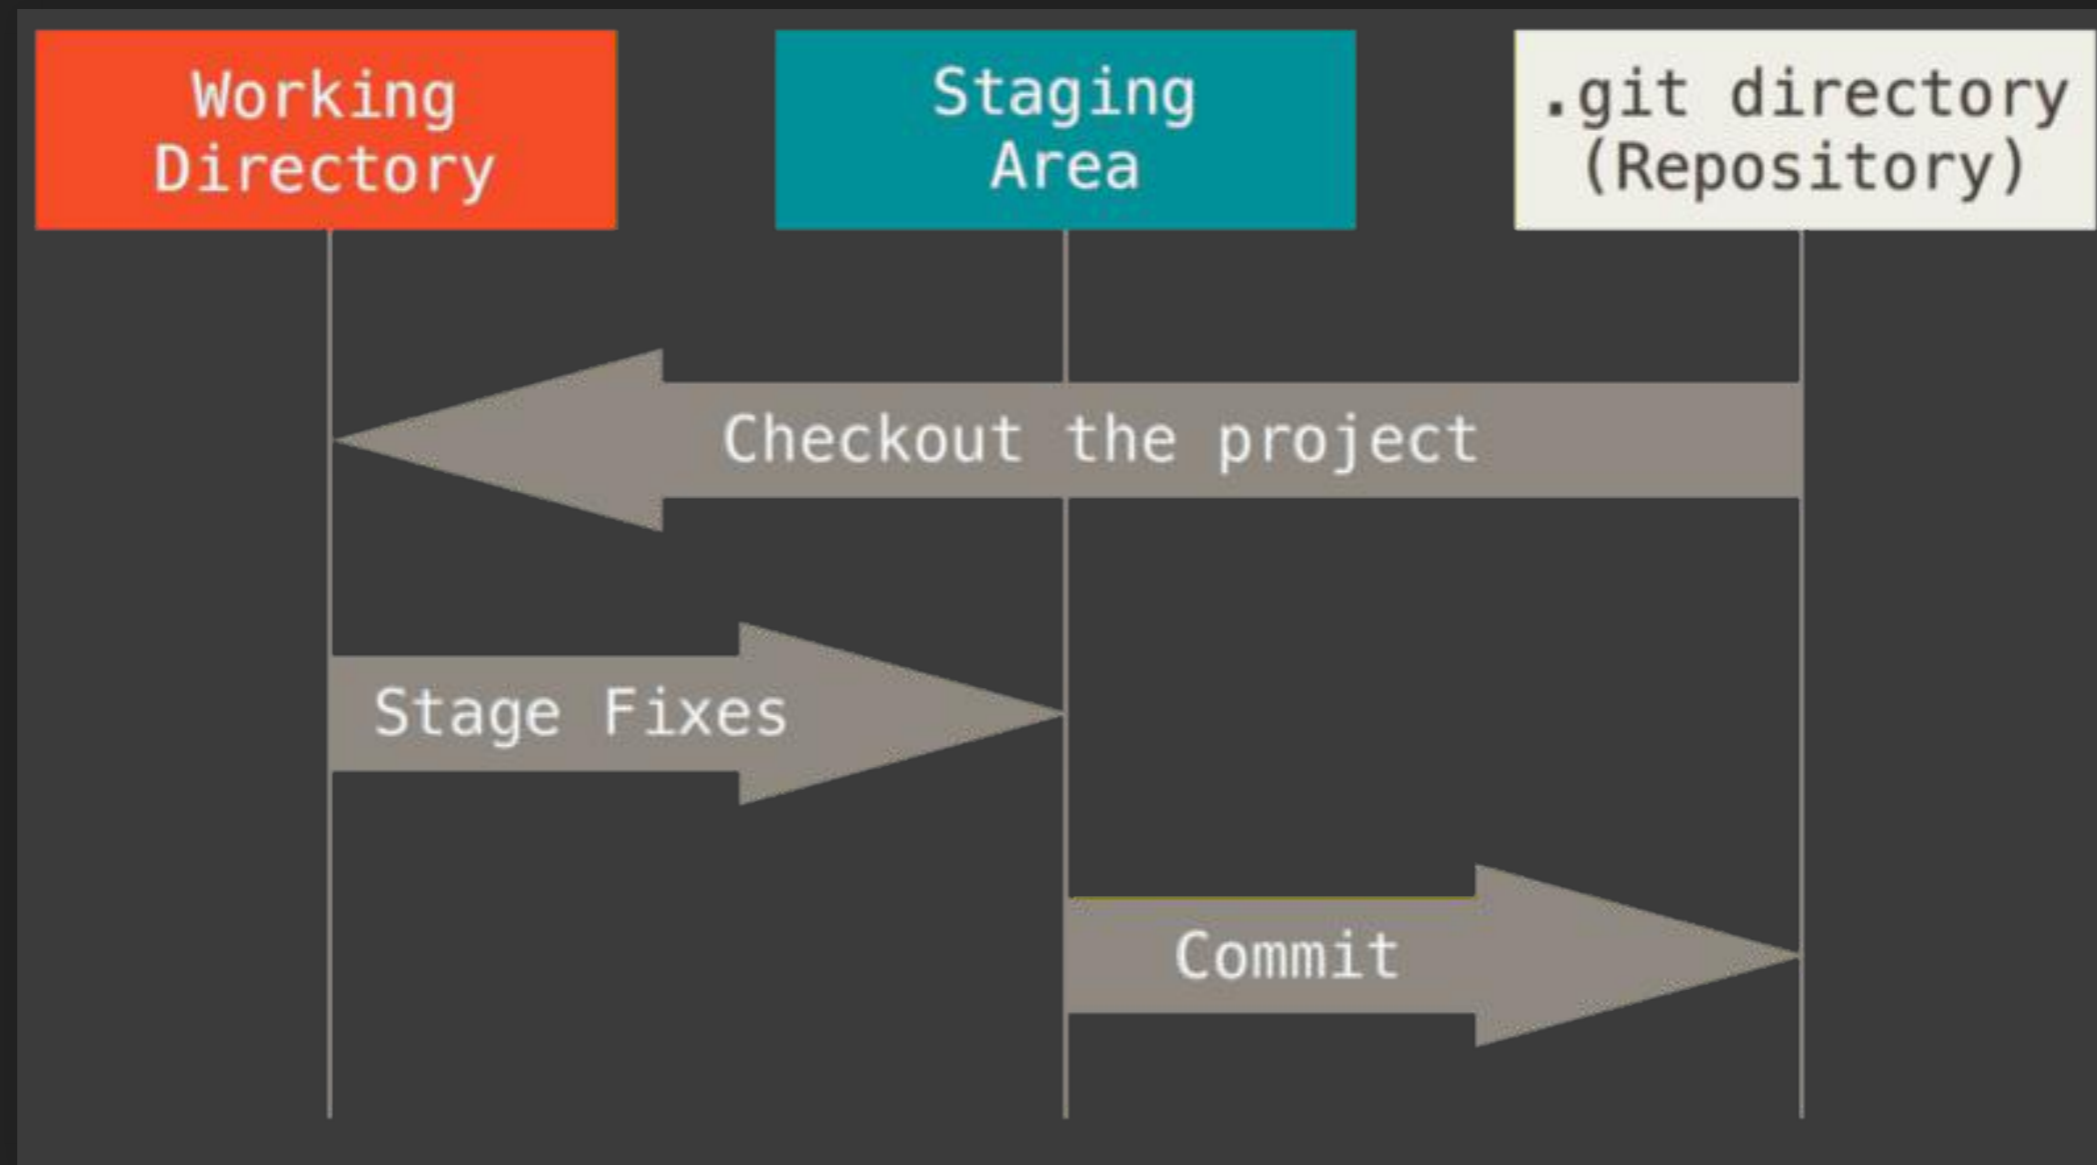 Working
Directory
Staging
Area
.git directory
(Repository)
Checkout the project
Stage Fixes
Commit